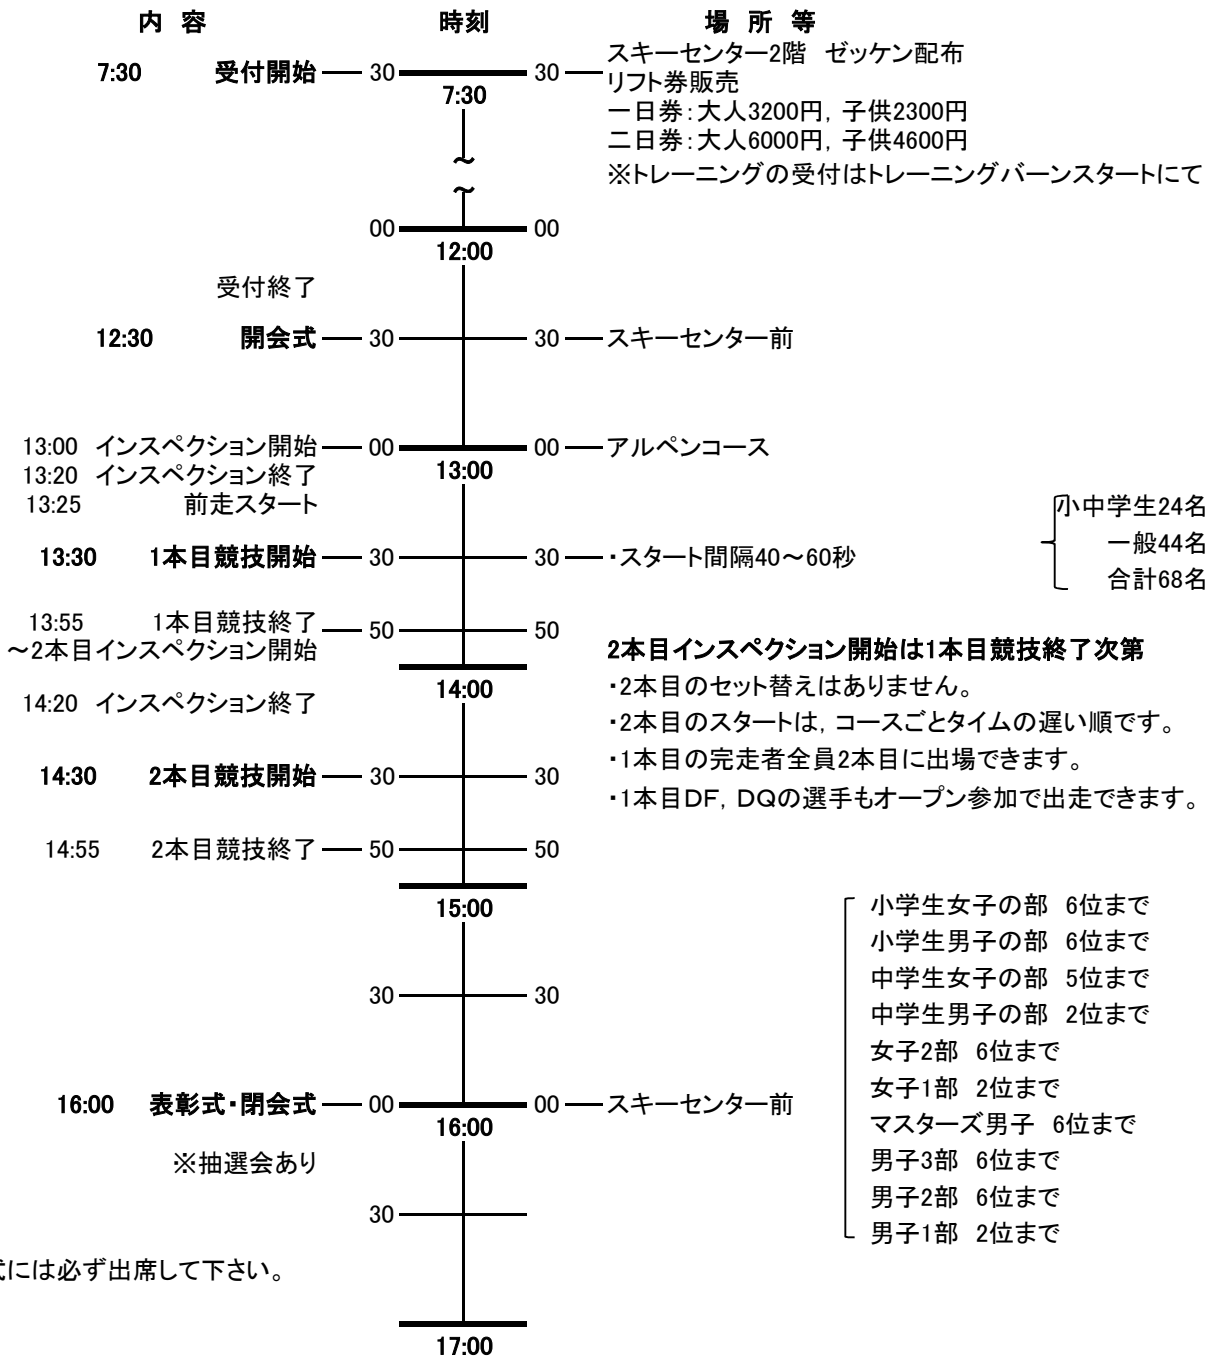 内 容 時刻 場 所 等
7:30 受付開始 30 30 スキーセンター2階 ゼッケン配布
7:30
リフト券販売
一日券：大人3200円，子供2300円
二日券：大人6000円，子供4600円
※トレーニングの受付はトレーニングバーンスタートにて
～
～
00 00
12:00
受付終了
12:30 開会式 30 30 スキーセンター前
13:00 インスペクション開始 00 00 アルペンコース
13:00
13:20 インスペクション終了
13:25 前走スタート
小中学生24名
一般44名
合計68名
13:30 1本目競技開始 30 30 ・スタート間隔40～60秒
13:55 1本目競技終了
50 50
～2本目インスペクション開始
2本目インスペクション開始は1本目競技終了次第
14:00
・2本目のセット替えはありません。
14:20 インスペクション終了
・2本目のスタートは，コースごとタイムの遅い順です。
・1本目の完走者全員2本目に出場できます。
14:30 2本目競技開始 30 30
・1本目DF，DQの選手もオープン参加で出走できます。
14:55 2本目競技終了 50 50
15:00
小学生女子の部 6位まで
小学生男子の部 6位まで
中学生女子の部 5位まで
中学生男子の部 2位まで
女子2部 6位まで
女子1部 2位まで
マスターズ男子 6位まで
男子3部 6位まで
男子2部 6位まで
男子1部 2位まで
30 30
16:00 表彰式・閉会式 00 00 スキーセンター前
16:00
※抽選会あり
30
式には必ず出席して下さい。
17:00